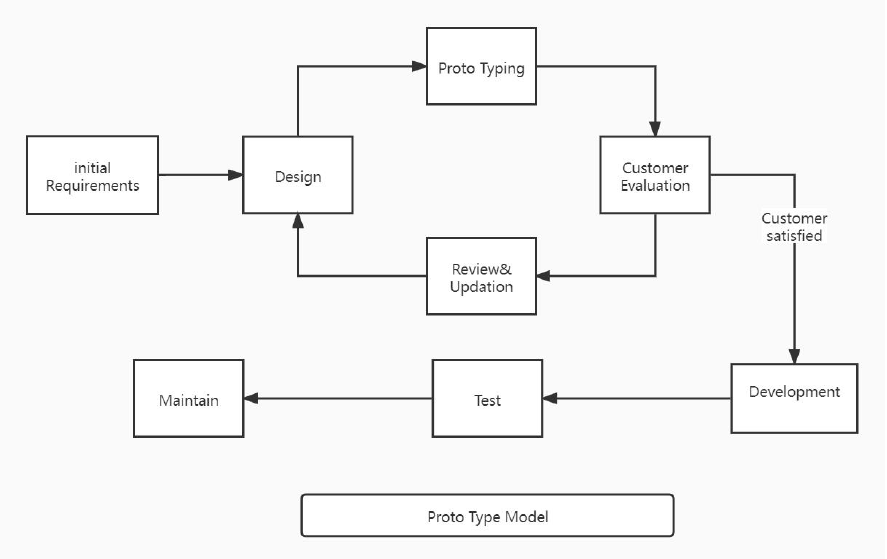 Proto Typing
initial
Requirements
Design
Customer
Evaluation
Customer
satisfied
Review&
Updation
Maintain
Test
Development
Proto Type Model